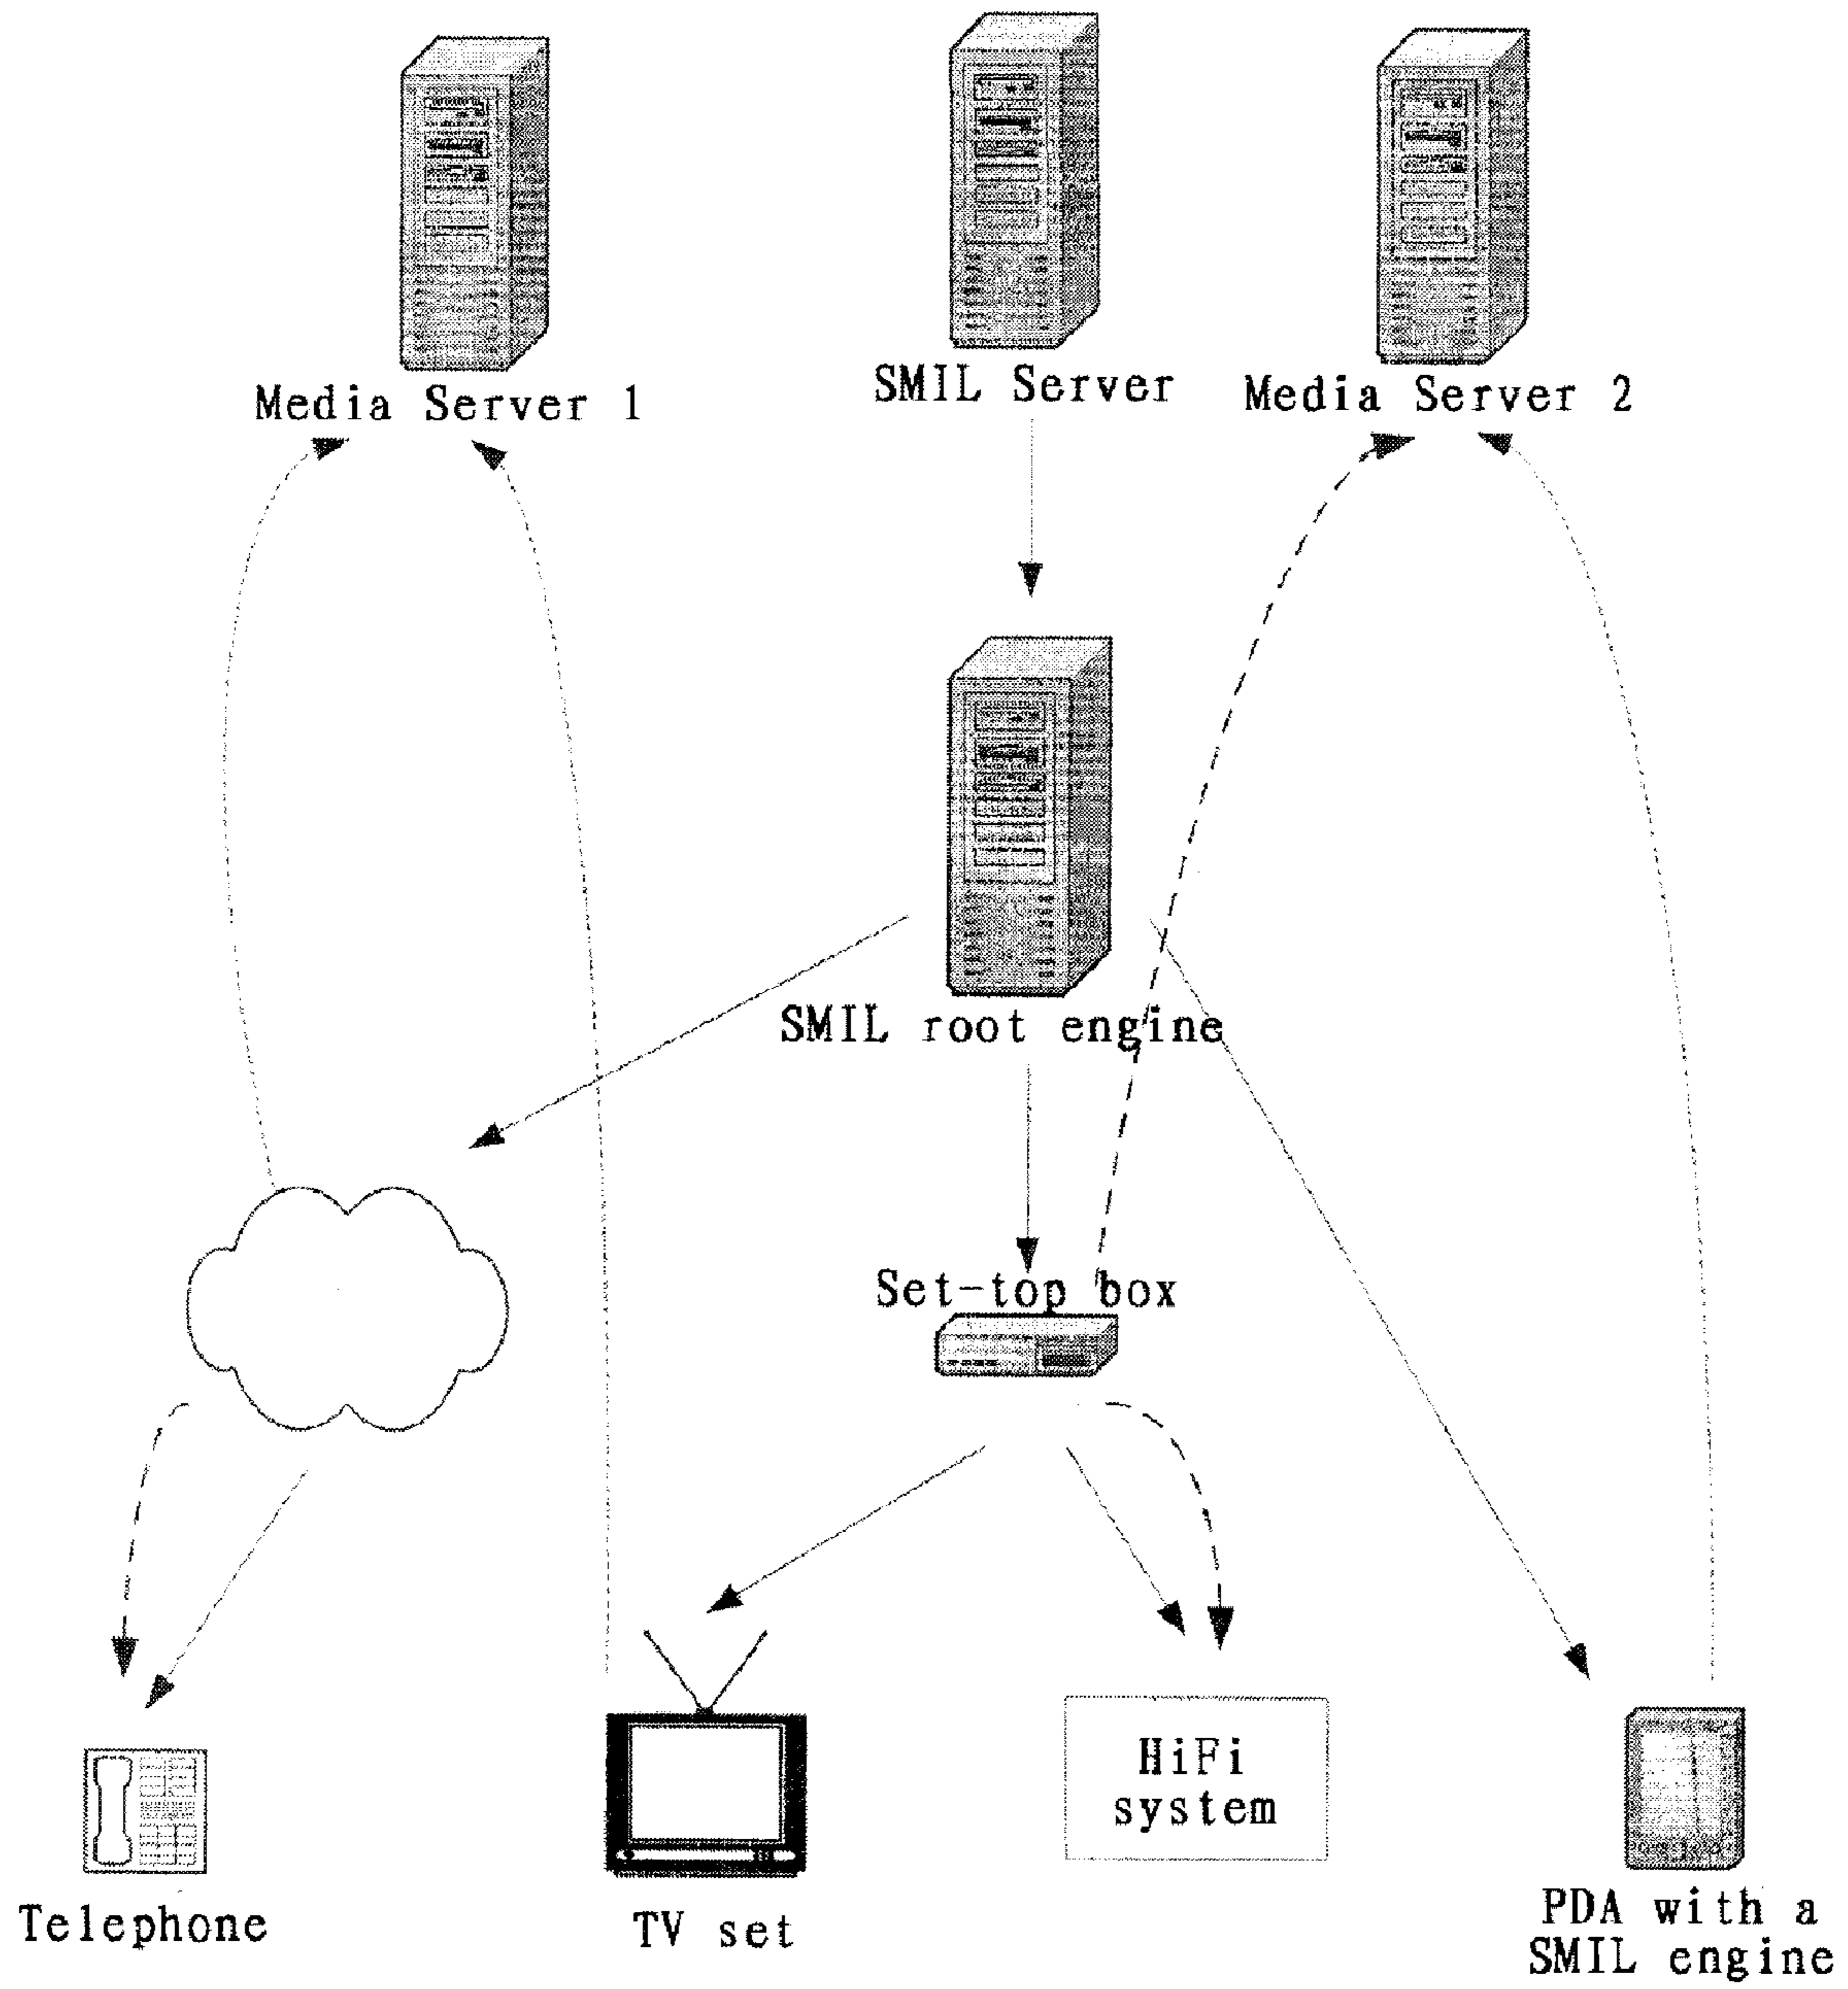 Media Server 1
SMIL Server
Media Server 2
SMIL root engine
Set-top box
HiFi
system
Telephone
TV set
PDA with a
SMIL engine